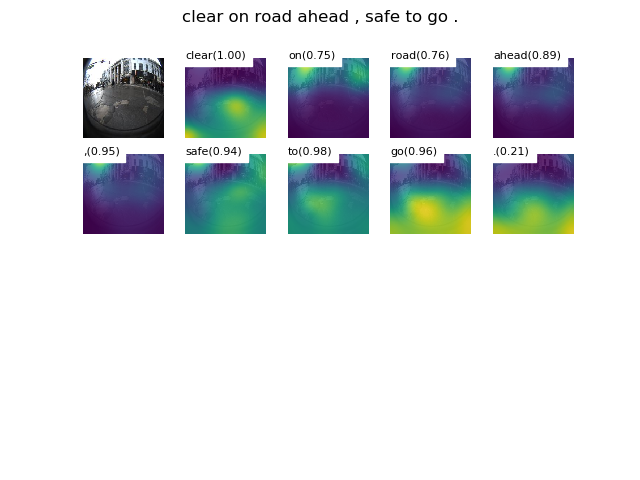 clear on road ahead , safe to go .
clear(1.00) on(0.75) road(0.76) ahead(0.89)
,(0.95) safe(0.94) to(0.98) go(0.96) .(0.21)